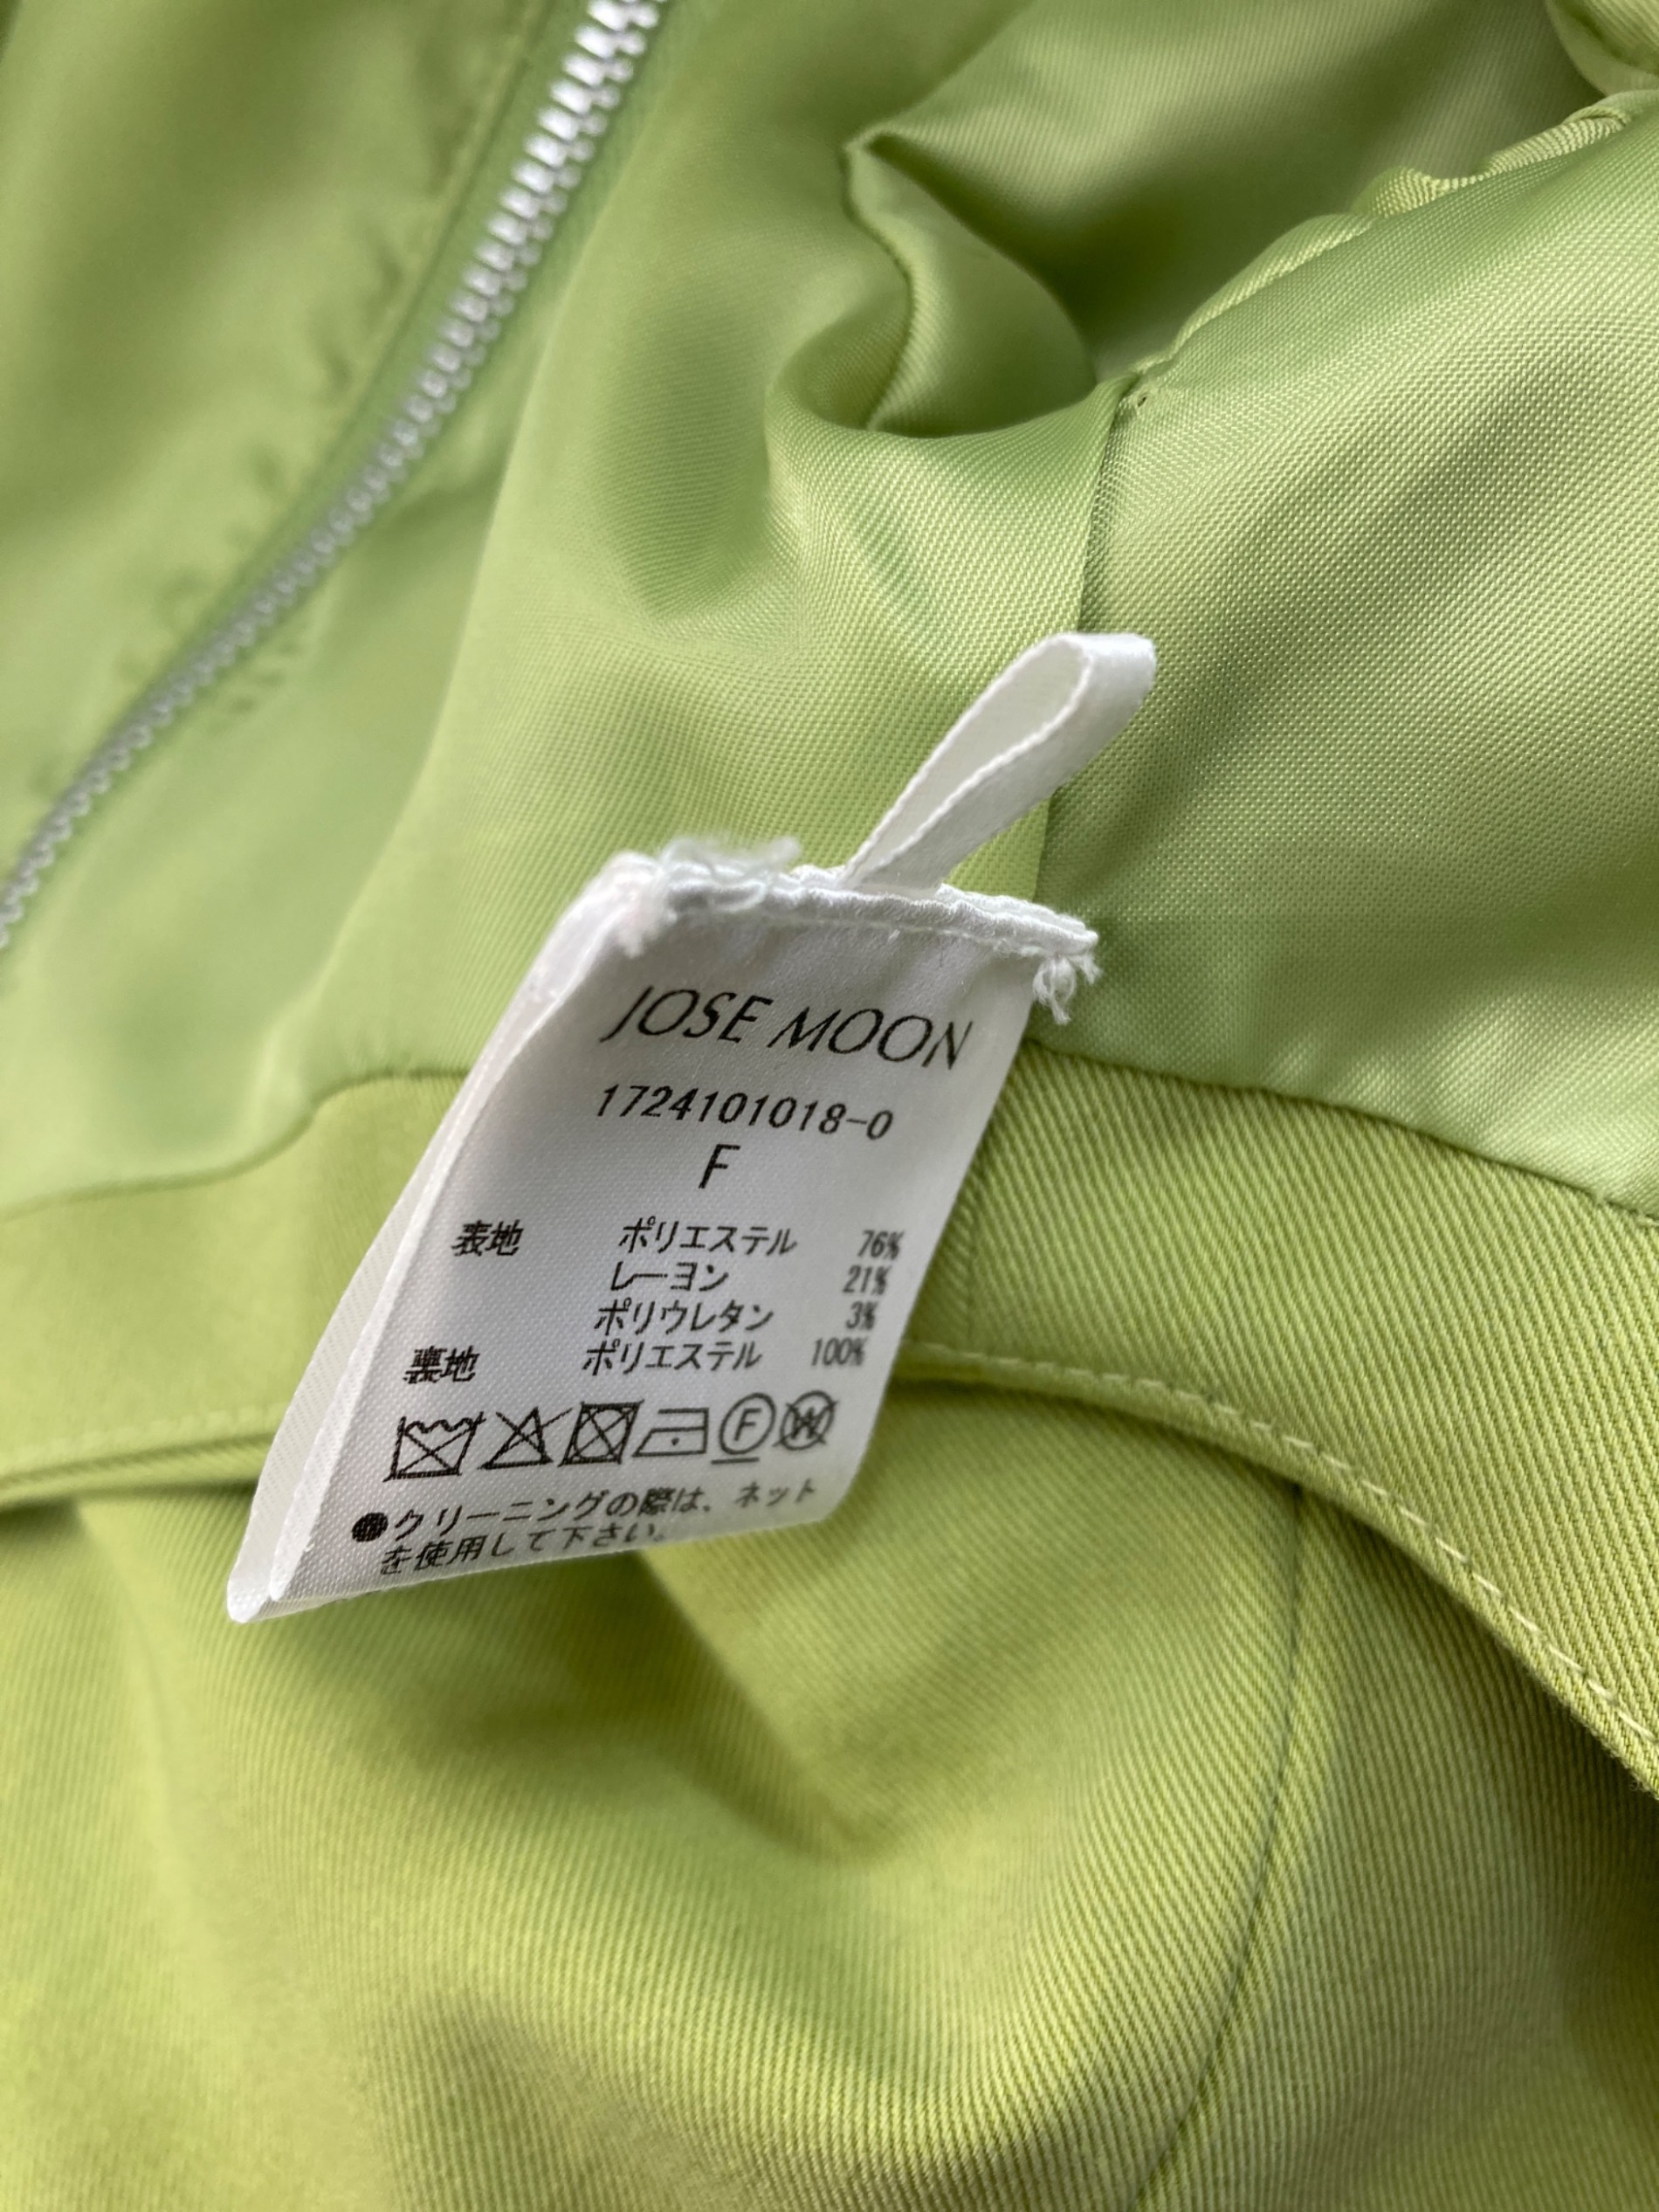 JOSE MOON
1724101018-0
F
表地 ポリエステル 76%
レーヨン 21%
ポリウレタン 3%
裏地 ポリエステル 100%
F W
●クリーニングの際は、ネット
を使用して下さい。